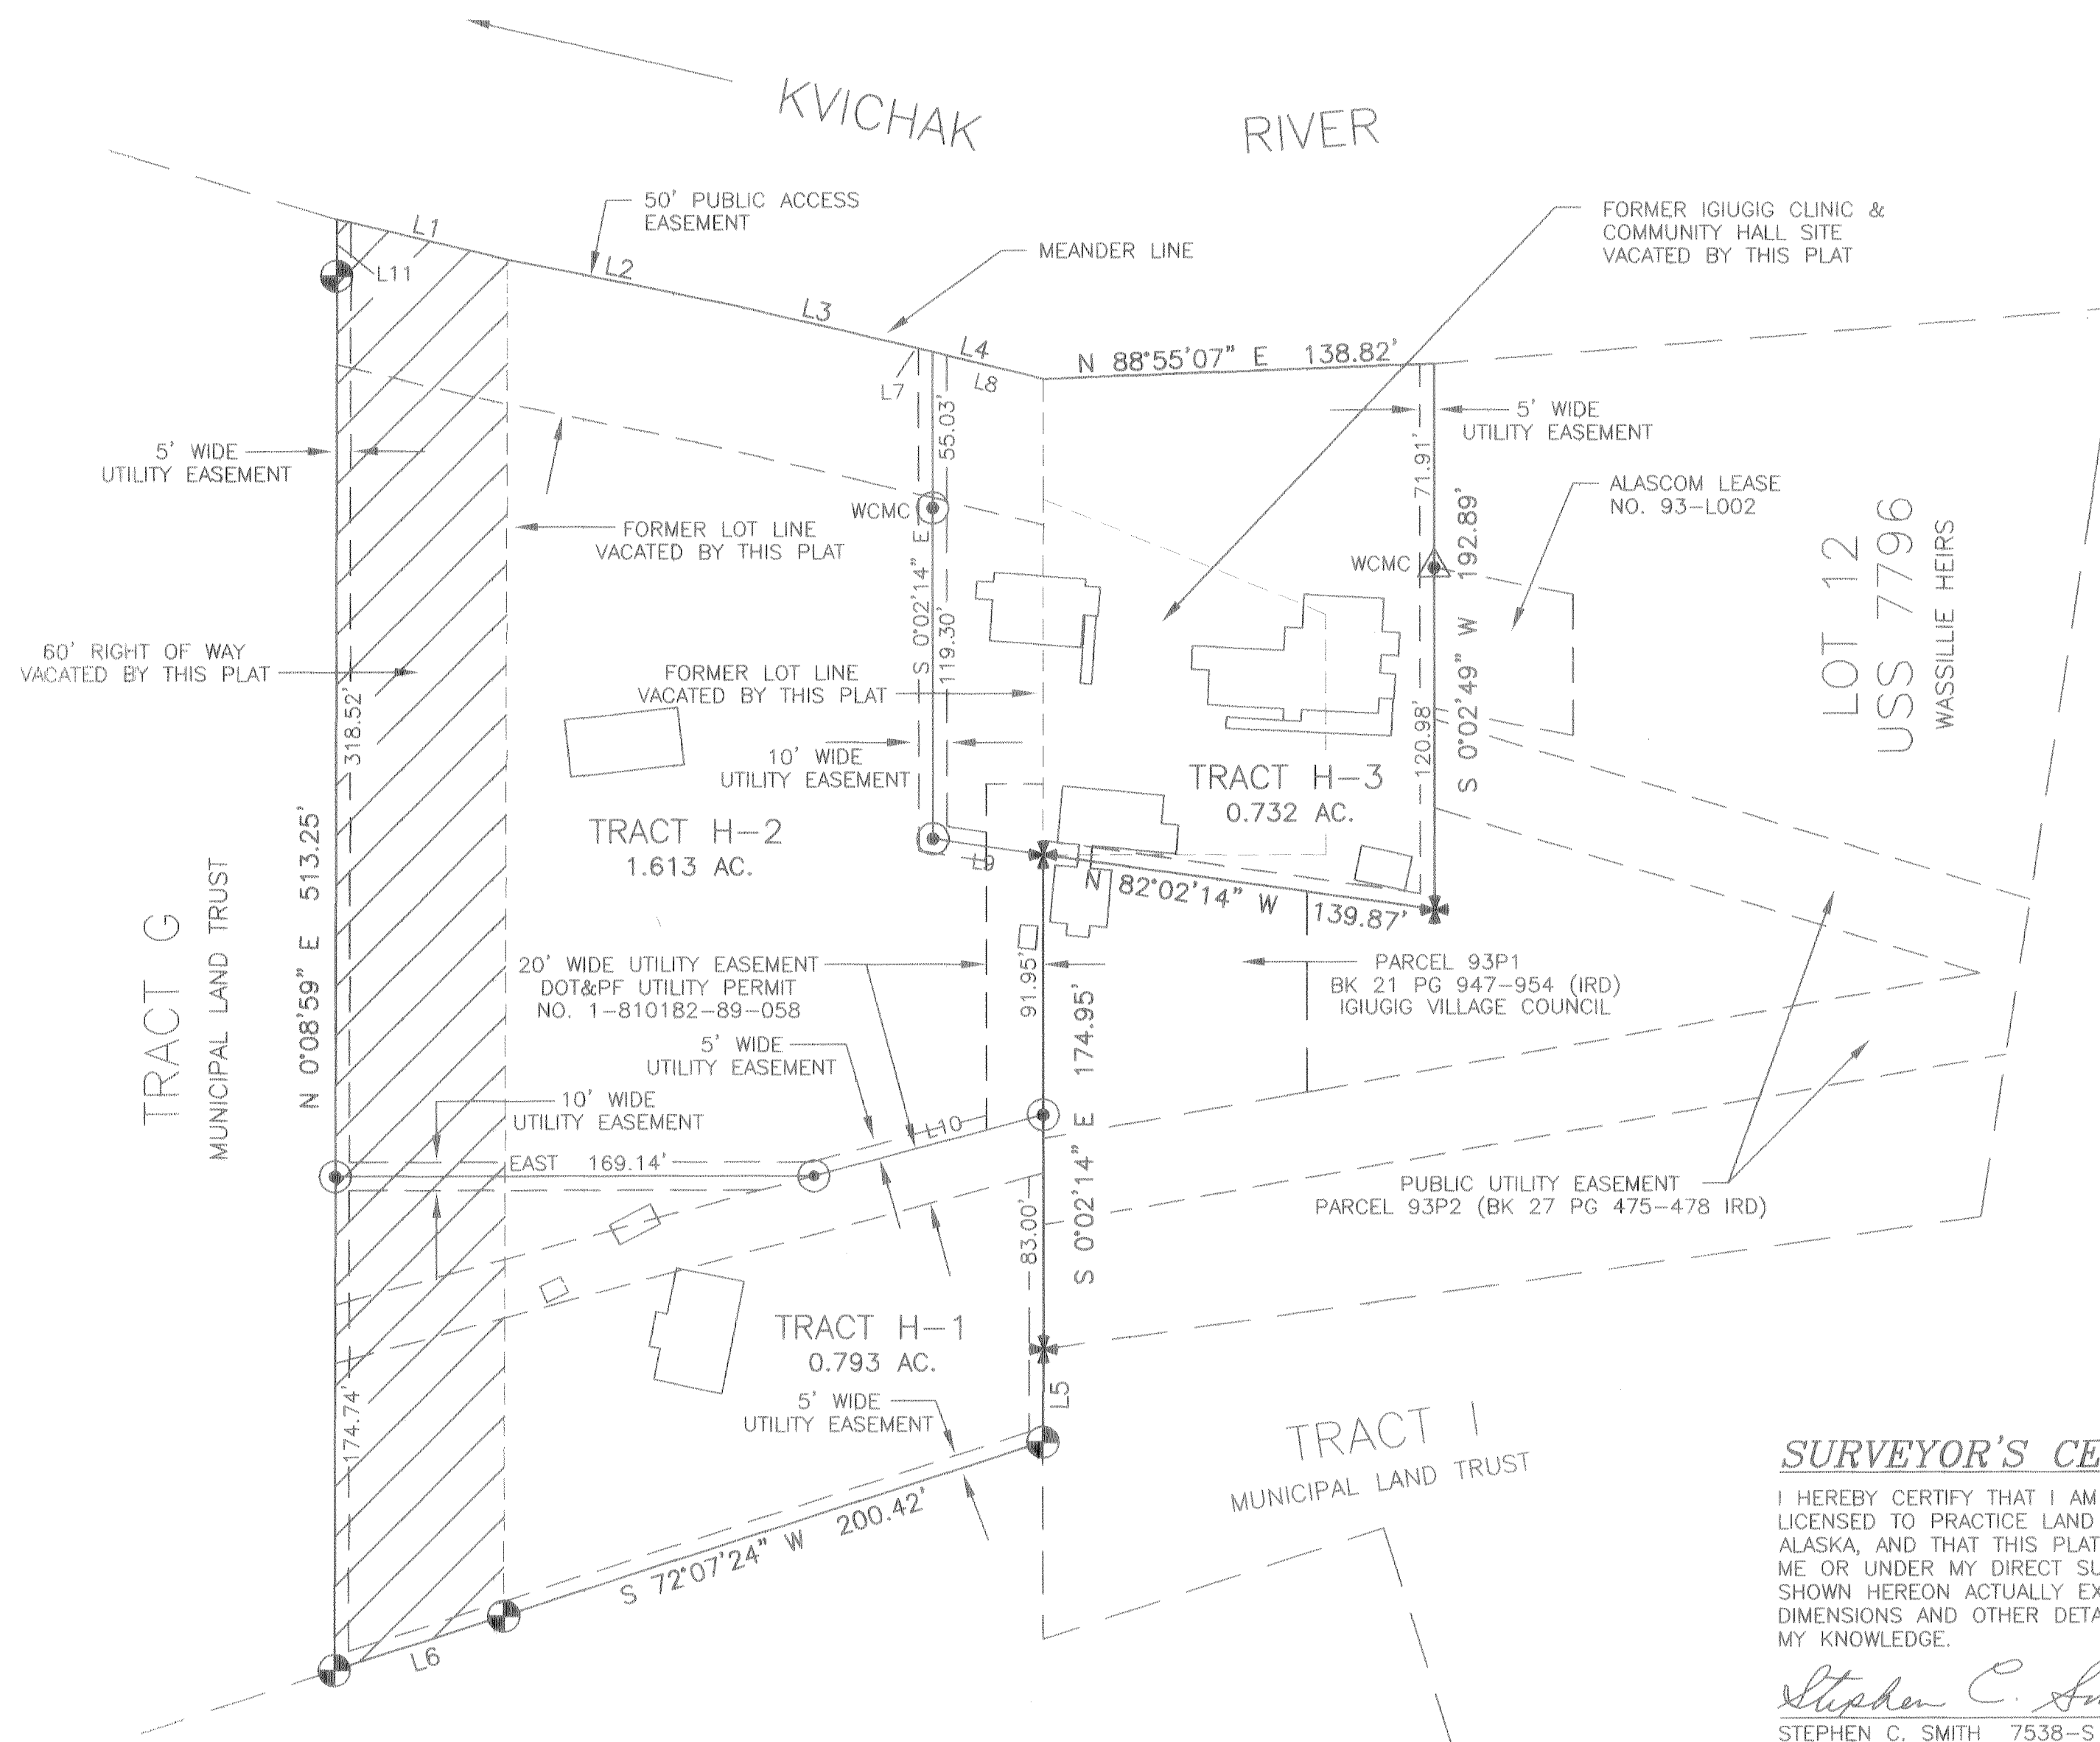 KVICHAK RIVER
50' PUBLIC ACCESS
EASEMENT
MEANDER LINE
FORMER IGIUGIG CLINIC &
COMMUNITY HALL SITE
VACATED BY THIS PLAT
L1
L11
L2
L3
L4
L7
L8
N 88°55'07" E 138.82'
5' WIDE
UTILITY EASEMENT
5' WIDE
UTILITY EASEMENT
FORMER LOT LINE
VACATED BY THIS PLAT
WCMC
55.03'
S 0°02'14" E
119.30'
71.91'
WCMC
192.89'
S 0°02'49" W
120.98'
ALASCOM LEASE
NO. 93-L002
LOT 12
USS 7796
WASSILLIE HEIRS
60' RIGHT OF WAY
VACATED BY THIS PLAT
318.52'
FORMER LOT LINE
VACATED BY THIS PLAT
10' WIDE
UTILITY EASEMENT
TRACT H-3
0.732 AC.
TRACT H-2
1.613 AC.
L9
N 82°02'14" W 139.87'
TRACT G
MUNICIPAL LAND TRUST
N 0°08'59" E 513.25'
20' WIDE UTILITY EASEMENT
DOT&PF UTILITY PERMIT
NO. 1-810182-89-058
91.95'
PARCEL 93P1
BK 21 PG 947-954 (IRD)
IGIUGIG VILLAGE COUNCIL
5' WIDE
UTILITY EASEMENT
10' WIDE
UTILITY EASEMENT
L10
EAST 169.14'
S 0°02'14" E 174.95'
83.00'
PUBLIC UTILITY EASEMENT
PARCEL 93P2 (BK 27 PG 475-478 IRD)
TRACT H-1
0.793 AC.
174.74'
5' WIDE
UTILITY EASEMENT
L5
S 72°07'24" W 200.42'
L6
TRACT I
MUNICIPAL LAND TRUST
SURVEYOR'S CE
I HEREBY CERTIFY THAT I AM
LICENSED TO PRACTICE LAND
ALASKA, AND THAT THIS PLAT
ME OR UNDER MY DIRECT SU
SHOWN HEREON ACTUALLY EX
DIMENSIONS AND OTHER DETA
MY KNOWLEDGE.
Stephen C. Sm
STEPHEN C. SMITH 7538-S